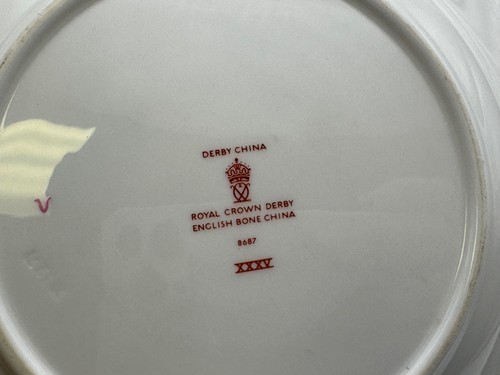 DERBY CHINA
ROYAL CROWN DERBY
ENGLISH BONE CHINA
8687
XXXV